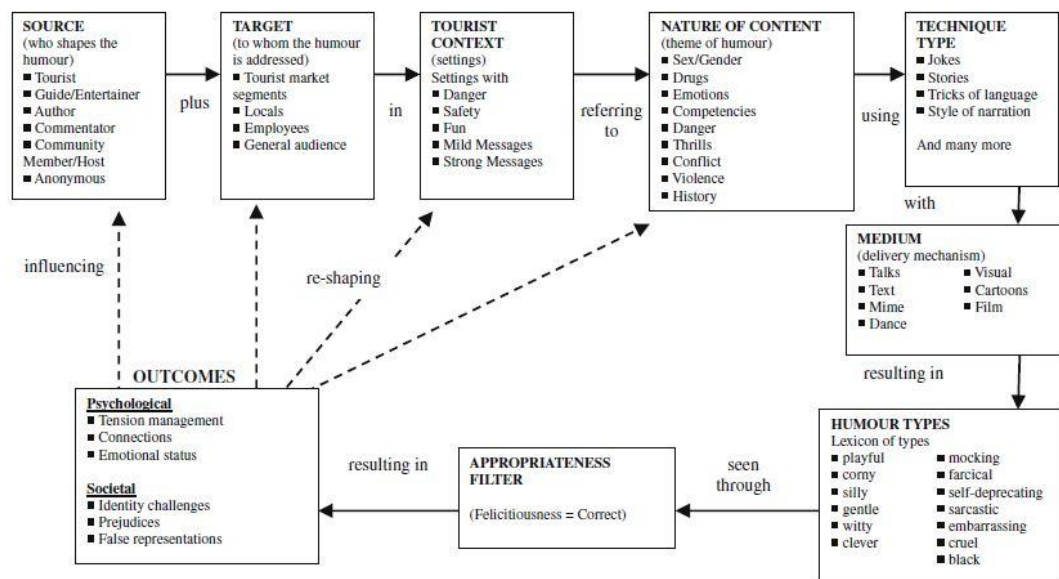 SOURCE
(who shapes the
humour)
■ Tourist
■ Guide/Entertainer
■ Author
■ Commentator
■ Community
Member/Host
■ Anonymous
plus
TARGET
(to whom the humour
is addressed)
■ Tourist market
segments
■ Locals
■ Employees
■ General audience
in
TOURIST
CONTEXT
(settings)
Settings with
■ Danger
■ Safety
■ Fun
■ Mild Messages
■ Strong Messages
referring
to
NATURE OF CONTENT
(theme of humour)
■ Sex/Gender
■ Drugs
■ Emotions
■ Competencies
■ Danger
■ Thrills
■ Conflict
■ Violence
■ History
using
TECHNIQUE
TYPE
■ Jokes
■ Stories
■ Tricks of language
■ Style of narration
And many more
with
MEDIUM
(delivery mechanism)
■ Talks
■ Text
■ Mime
■ Dance
■ Visual
■ Cartoons
■ Film
resulting in
HUMOUR TYPES
Lexicon of types
■ playful
■ corny
■ silly
■ gentle
■ witty
■ clever
■ mocking
■ farcical
■ self-deprecating
■ sarcastic
■ embarrassing
■ cruel
■ black
seen
through
APPROPRIATENESS
FILTER
(Felicitiousness = Correct)
resulting in
OUTCOMES
Psychological
■ Tension management
■ Connections
■ Emotional status
Societal
■ Identity challenges
■ Prejudices
■ False representations
influencing
re-shaping